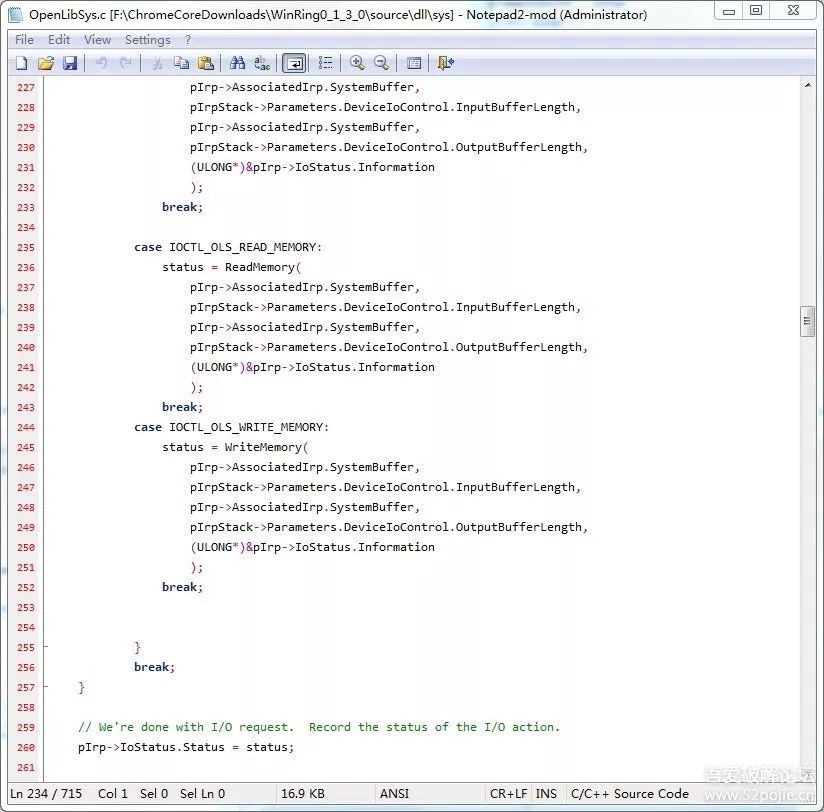 OpenLibSys.c [F:\ChromeCoreDownloads\WinRing0_1_3_0\source\dll\sys] - Notepad2-mod (Administrator)
File Edit View Settings ?
227 pIrp->AssociatedIrp.SystemBuffer,
228 pIrpStack->Parameters.DeviceIoControl.InputBufferLength,
229 pIrp->AssociatedIrp.SystemBuffer,
230 pIrpStack->Parameters.DeviceIoControl.OutputBufferLength,
231 (ULONG*)&pIrp->IoStatus.Information
232 );
233 break;
234
235 case IOCTL_OLS_READ_MEMORY:
236 status = ReadMemory(
237 pIrp->AssociatedIrp.SystemBuffer,
238 pIrpStack->Parameters.DeviceIoControl.InputBufferLength,
239 pIrp->AssociatedIrp.SystemBuffer,
240 pIrpStack->Parameters.DeviceIoControl.OutputBufferLength,
241 (ULONG*)&pIrp->IoStatus.Information
242 );
243 break;
244 case IOCTL_OLS_WRITE_MEMORY:
245 status = WriteMemory(
246 pIrp->AssociatedIrp.SystemBuffer,
247 pIrpStack->Parameters.DeviceIoControl.InputBufferLength,
248 pIrp->AssociatedIrp.SystemBuffer,
249 pIrpStack->Parameters.DeviceIoControl.OutputBufferLength,
250 (ULONG*)&pIrp->IoStatus.Information
251 );
252 break;
253
254
255 }
256 break;
257 }
258
259 // We're done with I/O request.  Record the status of the I/O action.
260 pIrp->IoStatus.Status = status;
261
Ln 234 / 715 Col 1 Sel 0 Sel Ln 0 16.9 KB ANSI CR+LF INS C/C++ Source Code
吾爱破解论坛
www.52pojie.cn